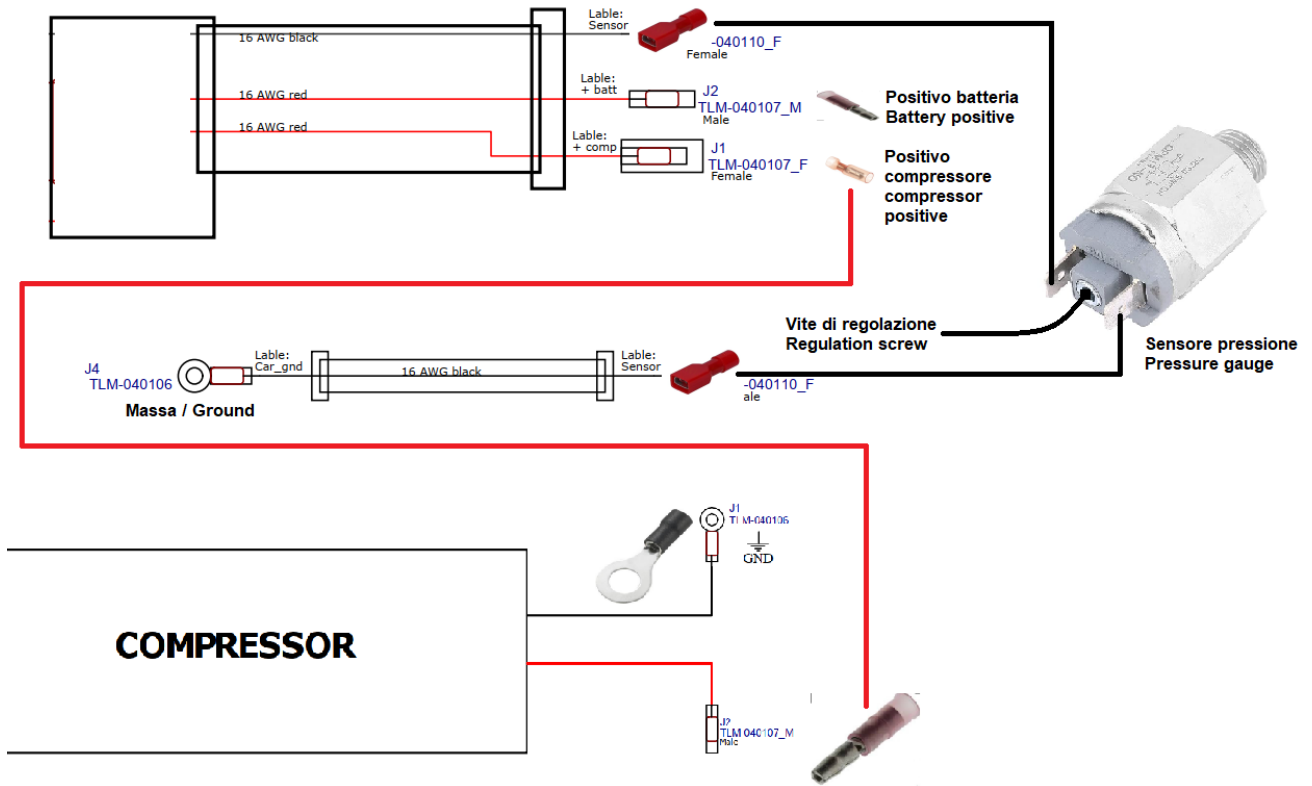 Lable:
Sensor
16 AWG black
-040110_F
Female
Lable:
+ batt
J2
TLM-040107_M
Male
16 AWG red
Positivo batteria
Battery positive
16 AWG red
Lable:
+ comp
J1
TLM-040107_F
Female
Positivo
compressore
compressor
positive
Vite di regolazione
Regulation screw
Sensore pressione
Pressure gauge
J4
TLM-040106
Lable:
Car_gnd
16 AWG black
Lable:
Sensor
-040110_F
ale
Massa / Ground
J1
TLM-040106
GND
COMPRESSOR
J2
TLM 040107_M
Male